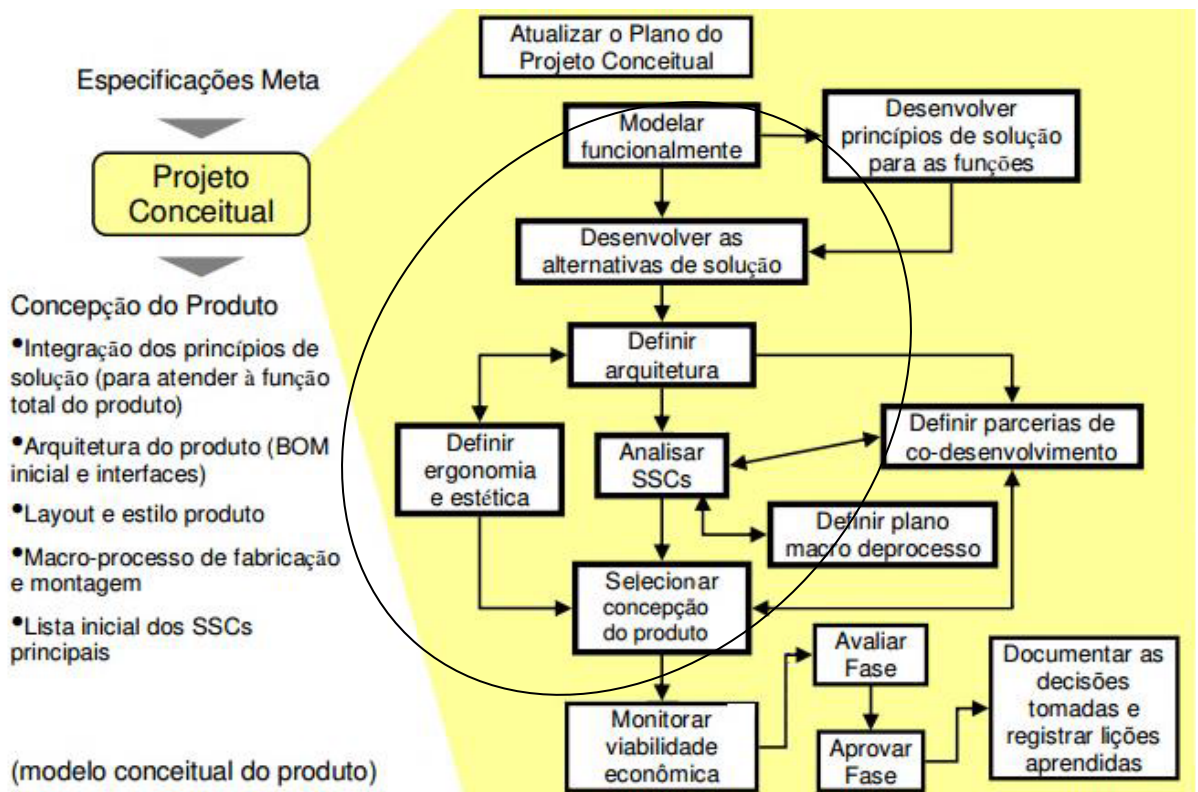 Especificações Meta
Projeto
Conceitual
Concepção do Produto
•Integração dos princípios de
solução (para atender à função
total do produto)
•Arquitetura do produto (BOM
inicial e interfaces)
•Layout e estilo produto
•Macro-processo de fabricação
e montagem
•Lista inicial dos SSCs
principais
(modelo conceitual do produto)
Atualizar o Plano do
Projeto Conceitual
Modelar
funcionalmente
Desenvolver
princípios de solução
para as funções
Desenvolver as
alternativas de solução
Definir
arquitetura
Definir
ergonomia
e estética
Analisar
SSCs
Definir parcerias de
co-desenvolvimento
Definir plano
macro deprocesso
Selecionar
concepção
do produto
Monitorar
viabilidade
econômica
Avaliar
Fase
Aprovar
Fase
Documentar as
decisões
tomadas e
registrar lições
aprendidas